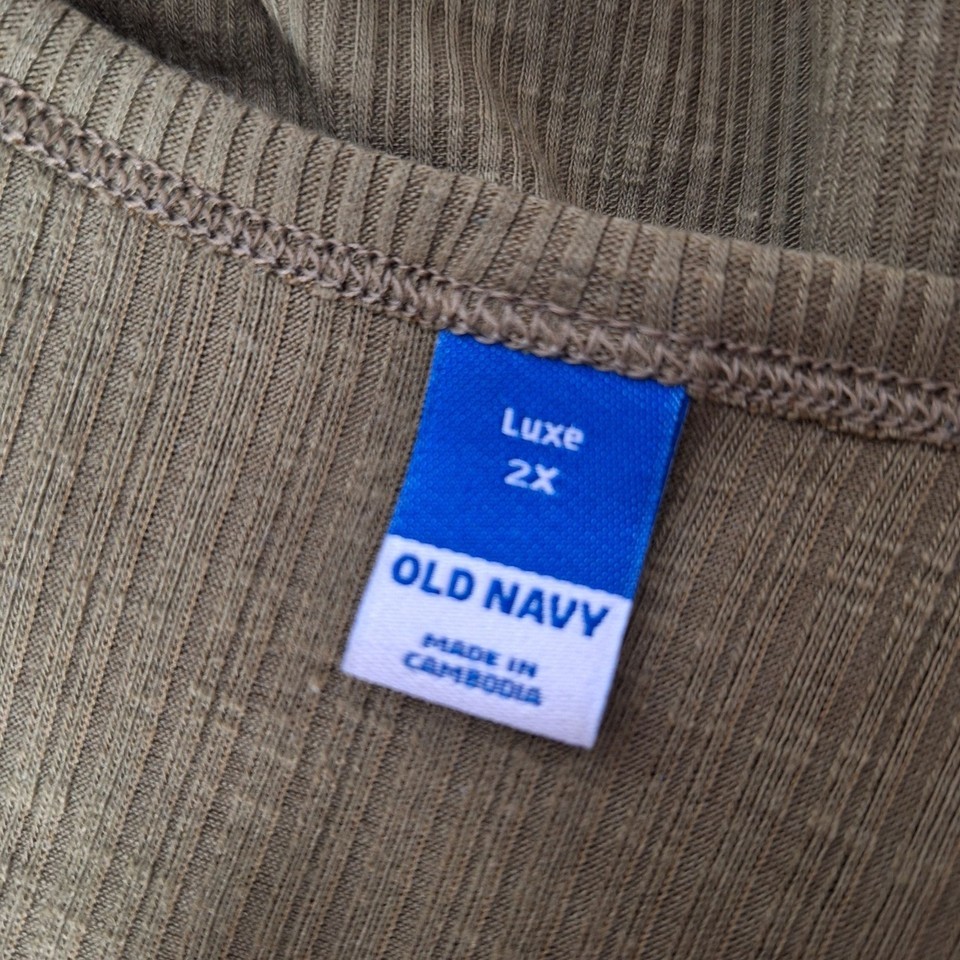 Luxe
2X
OLD NAVY
MADE IN
CAMBODIA